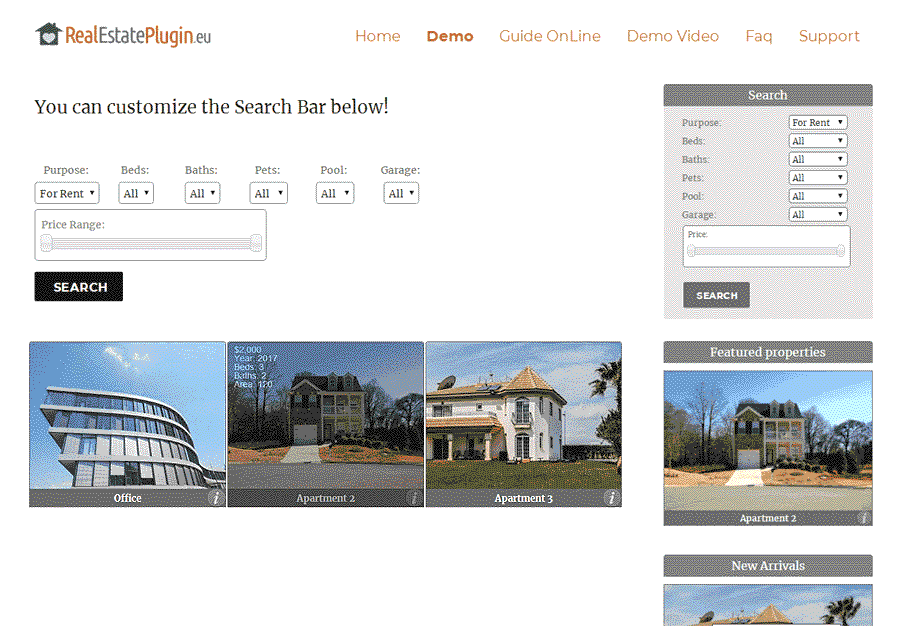 RealEstatePlugin.eu
Home Demo Guide OnLine Demo Video Faq Support
You can customize the Search Bar below!
Purpose: Beds: Baths: Pets: Pool: Garage:
For Rent All All All All All
Price Range:
SEARCH
Search
Purpose: For Rent
Beds: All
Baths: All
Pets: All
Pool: All
Garage: All
Price:
SEARCH
$2,000
Year: 2017
Beds: 3
Baths: 2
Area: 170
Office i
Apartment 2 i
Apartment 3 i
Featured properties
Apartment 2 i
New Arrivals